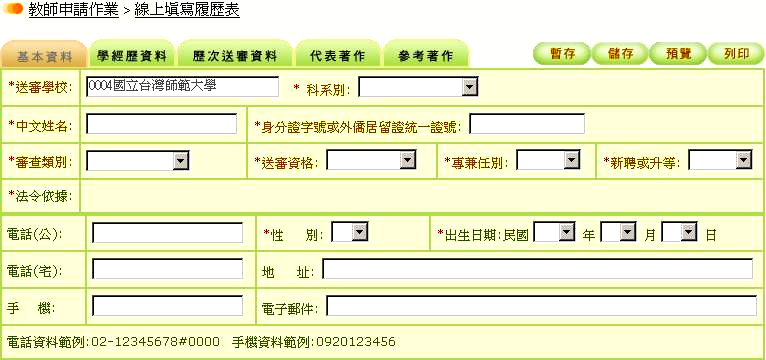 教師申請作業 > 線上填寫履歷表
基本資料 學經歷資料 歷次送審資料 代表著作 參考著作 暫存 儲存 預覽 列印
*送審學校: 0004國立台灣師範大學 * 科系別:
*中文姓名: *身分證字號或外僑居留證統一證號:
*審查類別: *送審資格: *專兼任別: *新聘或升等:
*法令依據:
電話(公): *性 別: *出生日期:民國 年 月 日
電話(宅): 地 址:
手 機: 電子郵件:
電話資料範例:02-12345678#0000 手機資料範例:0920123456